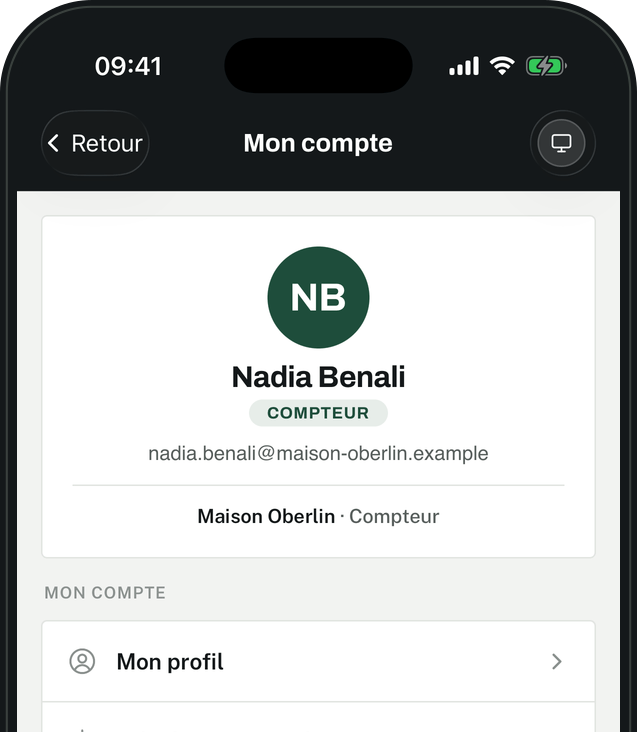 09:41
Retour
Mon compte
NB
Nadia Benali
COMPTEUR
nadia.benali@maison-oberlin.example
Maison Oberlin · Compteur
MON COMPTE
Mon profil